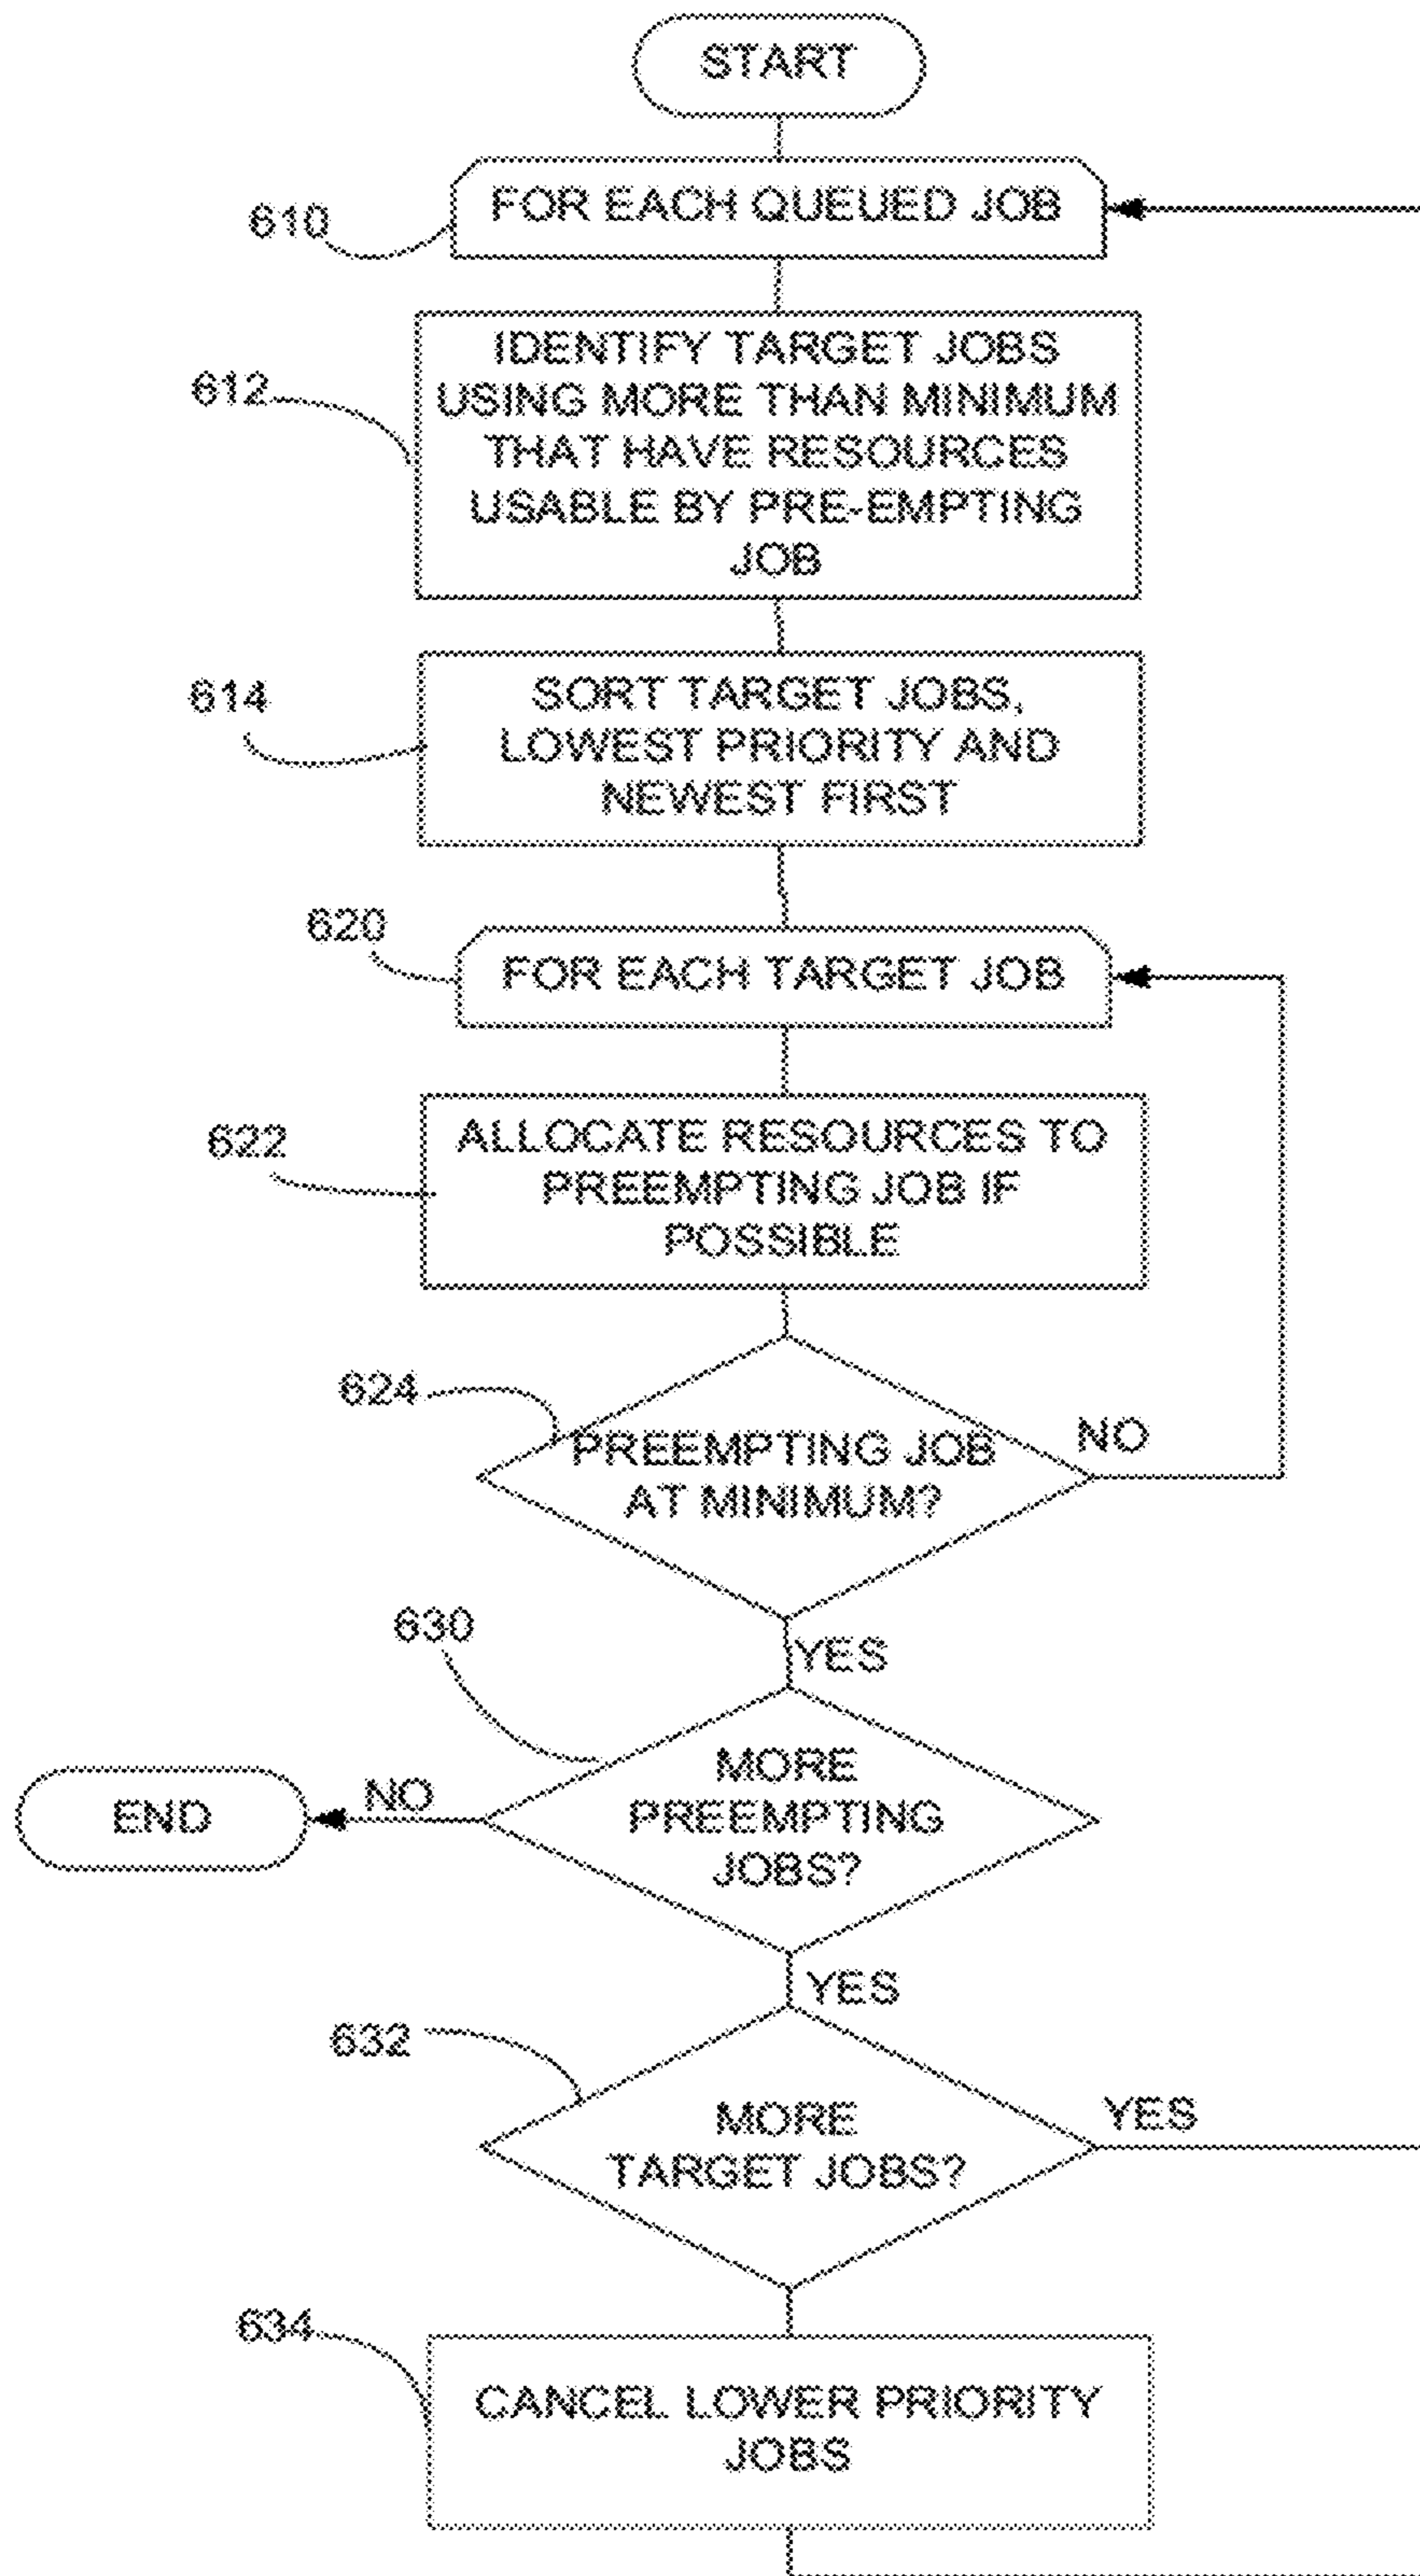 START
FOR EACH QUEUED JOB
610
IDENTIFY TARGET JOBS
USING MORE THAN MINIMUM
THAT HAVE RESOURCES
USABLE BY PRE-EMPTING
JOB
612
SORT TARGET JOBS,
LOWEST PRIORITY AND
NEWEST FIRST
614
620
FOR EACH TARGET JOB
ALLOCATE RESOURCES TO
PREEMPTING JOB IF
POSSIBLE
622
624
PREEMPTING JOB
AT MINIMUM?
NO
YES
630
MORE
PREEMPTING
JOBS?
NO
END
YES
632
MORE
TARGET JOBS?
YES
634
CANCEL LOWER PRIORITY
JOBS